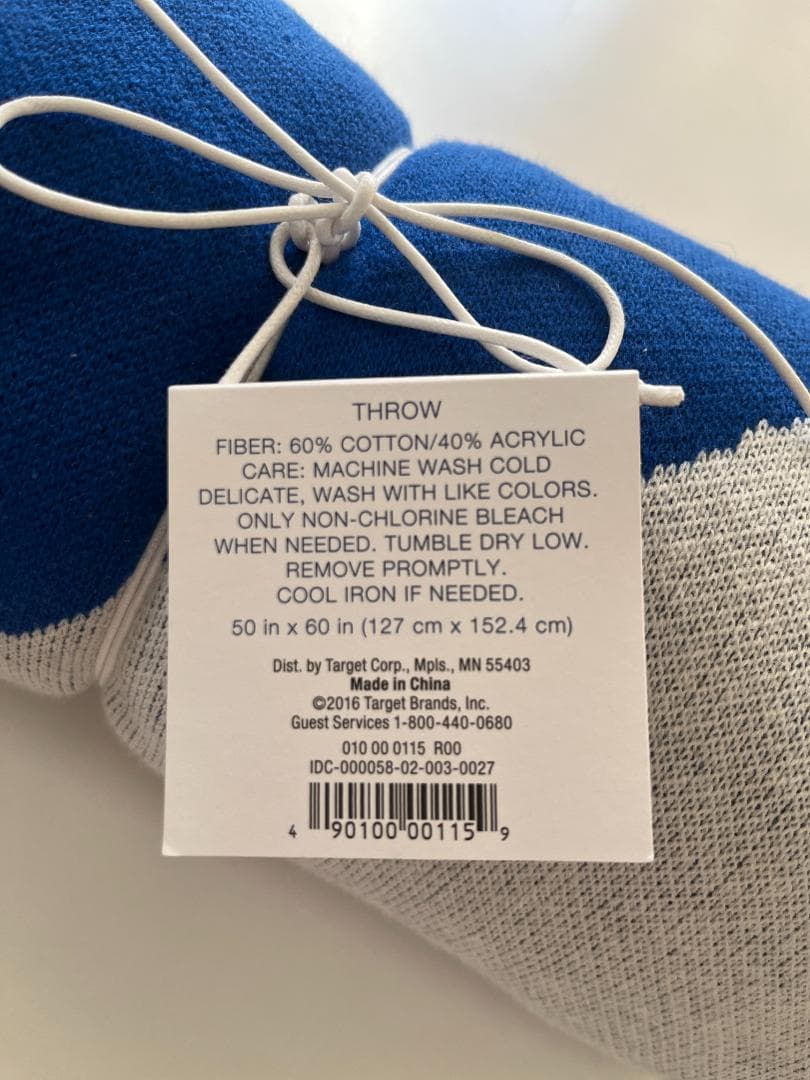 THROW
FIBER: 60% COTTON/40% ACRYLIC
CARE: MACHINE WASH COLD
DELICATE, WASH WITH LIKE COLORS.
ONLY NON-CHLORINE BLEACH
WHEN NEEDED. TUMBLE DRY LOW.
REMOVE PROMPTLY.
COOL IRON IF NEEDED.
50 in x 60 in (127 cm x 152.4 cm)
Dist. by Target Corp., Mpls., MN 55403
Made in China
©2016 Target Brands, Inc.
Guest Services 1-800-440-0680
010 00 0115 R00
IDC-000058-02-003-0027
4 90100 00115 9